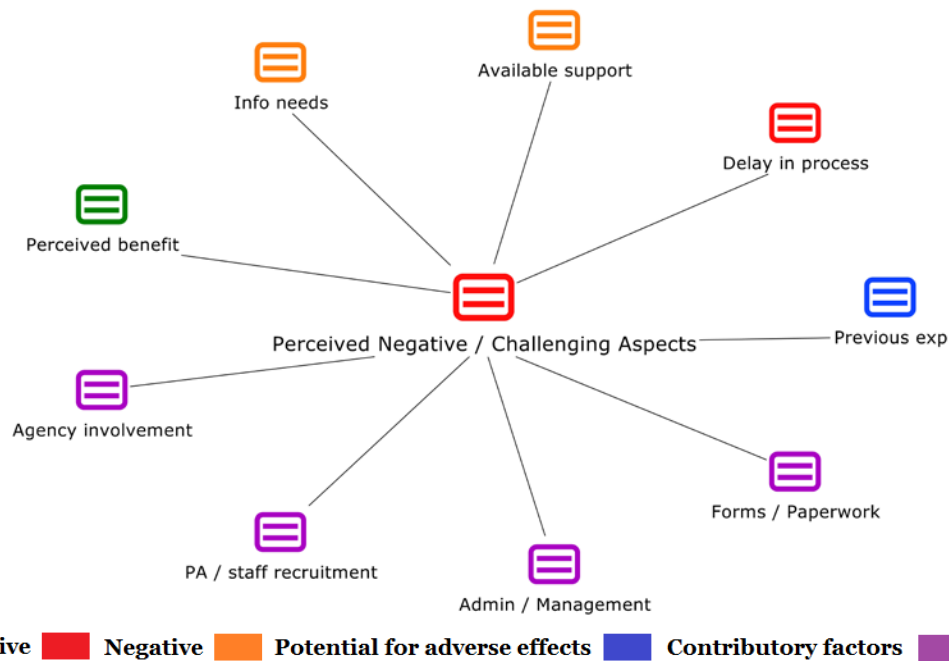 Available support
Info needs
Delay in process
Perceived benefit
Previous exp
Perceived Negative / Challenging Aspects
Agency involvement
Forms / Paperwork
PA / staff recruitment
Admin / Management
ive Negative Potential for adverse effects Contributory factors